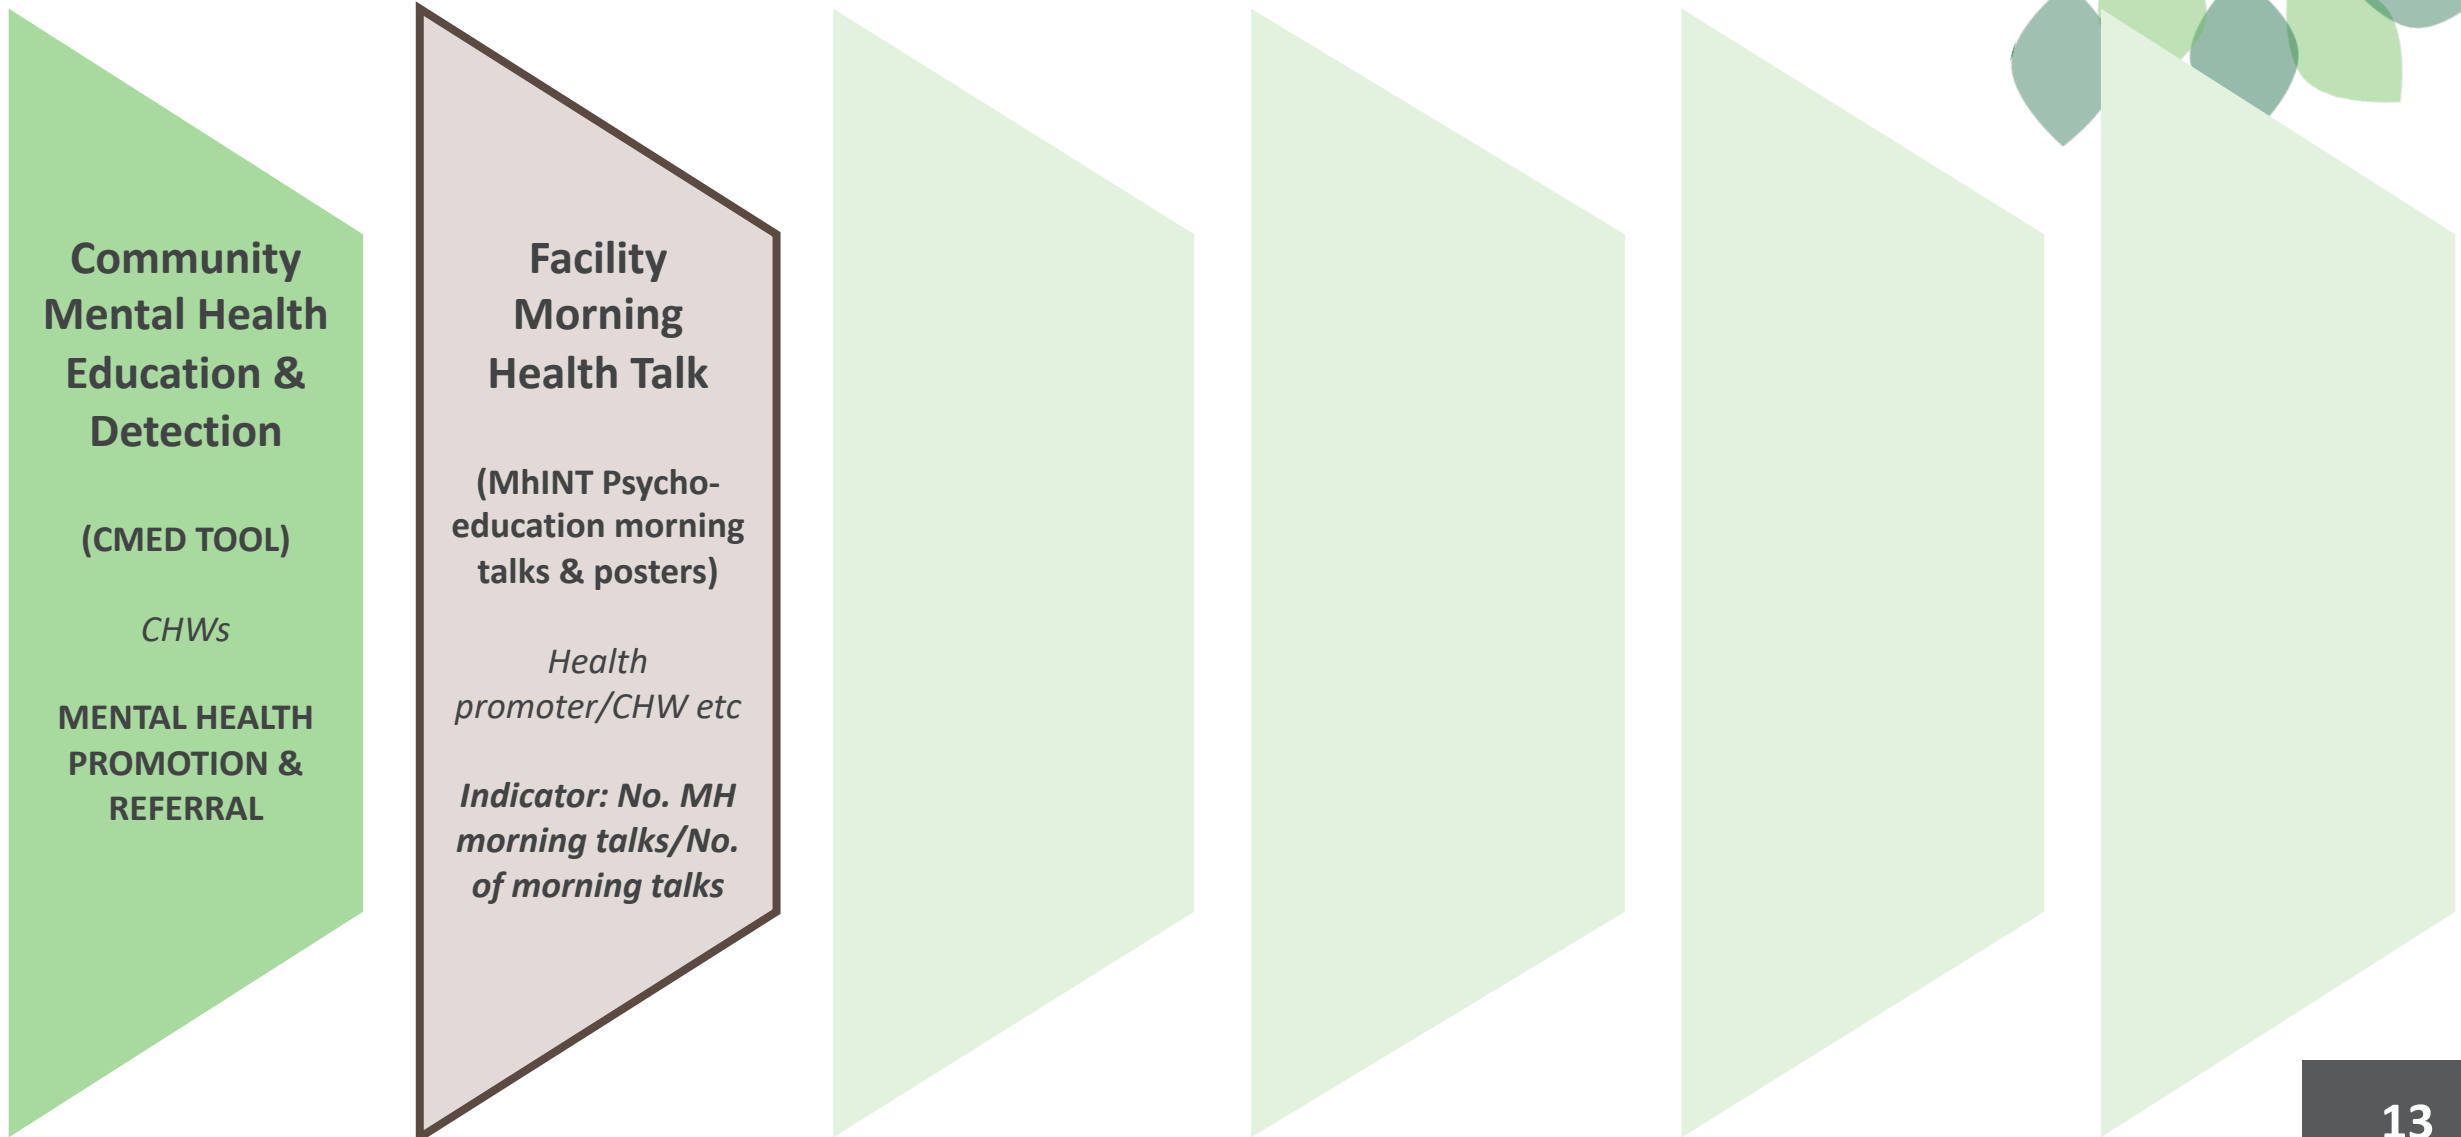 Community
Mental Health
Education &
Detection
(CMED TOOL)
CHWs
MENTAL HEALTH
PROMOTION &
REFERRAL
Facility
Morning
Health Talk
(MhINT Psycho-
education morning
talks & posters)
Health
promoter/CHW etc
Indicator: No. MH
morning talks/No.
of morning talks
13